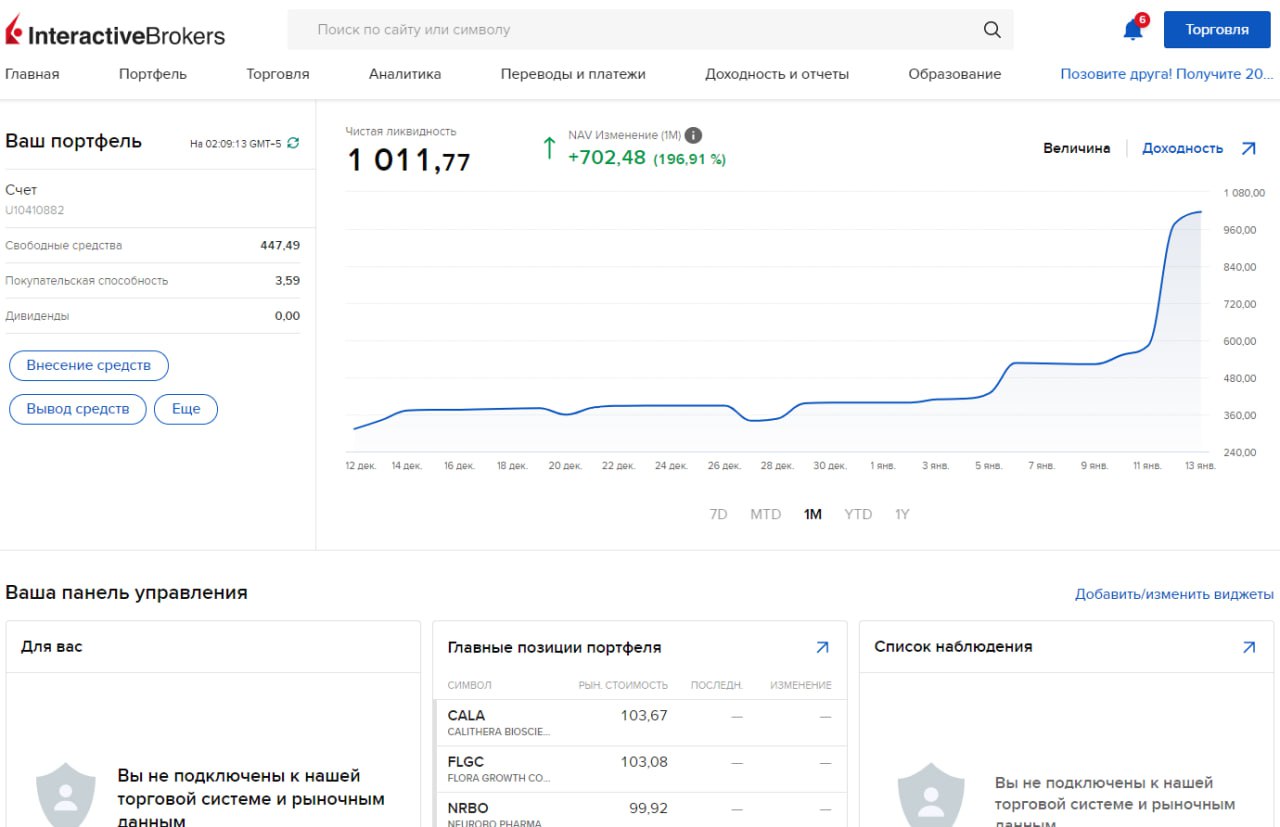 InteractiveBrokers
Поиск по сайту или символу
6
Торговля
Главная
Портфель
Торговля
Аналитика
Переводы и платежи
Доходность и отчеты
Образование
Позовите друга! Получите 20...
Ваш портфель
На 02:09:13 GMT-5
Счет
U10410882
Свободные средства 447,49
Покупательская способность 3,59
Дивиденды 0,00
Внесение средств
Вывод средств
Еще
Чистая ликвидность
1 011,77
NAV Изменение (1М)
+702,48 (196,91 %)
Величина
Доходность
1 080,00
960,00
840,00
720,00
600,00
480,00
360,00
240,00
12 дек. 14 дек. 16 дек. 18 дек. 20 дек. 22 дек. 24 дек. 26 дек. 28 дек. 30 дек. 1 янв. 3 янв. 5 янв. 7 янв. 9 янв. 11 янв. 13 янв.
7D MTD 1M YTD 1Y
Ваша панель управления
Добавить/изменить виджеты
Для вас
Вы не подключены к нашей
торговой системе и рыночным
данным
Главные позиции портфеля
СИМВОЛ РЫН. СТОИМОСТЬ ПОСЛЕДН. ИЗМЕНЕНИЕ
CALA 103,67 — —
CALITHERA BIOSCIE...
FLGC 103,08 — —
FLORA GROWTH CO...
NRBO 99,92 — —
NEUROBO PHARMA
Список наблюдения
Вы не подключены к нашей
торговой системе и рыночным
данным